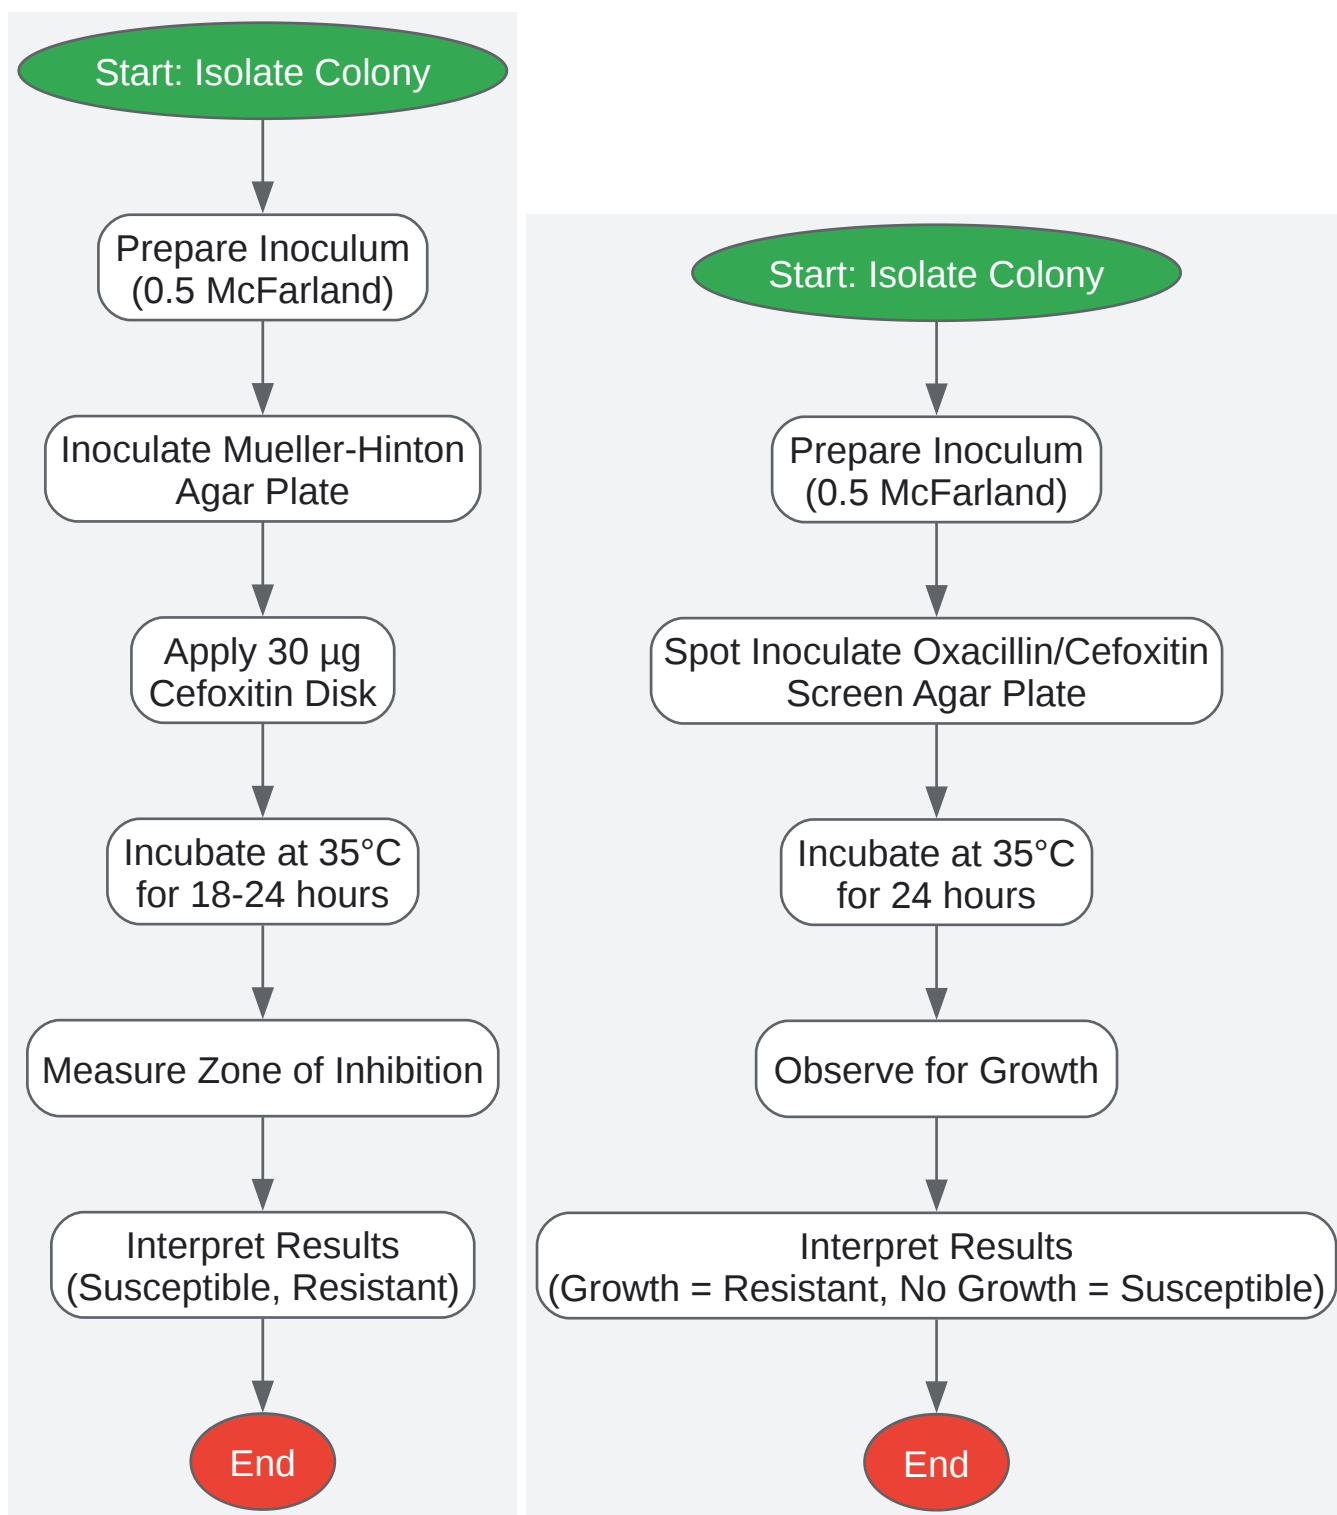 Start: Isolate Colony
Prepare Inoculum
(0.5 McFarland)
Inoculate Mueller-Hinton
Agar Plate
Apply 30 µg
Cefoxitin Disk
Incubate at 35°C
for 18-24 hours
Measure Zone of Inhibition
Interpret Results
(Susceptible, Resistant)
End
Start: Isolate Colony
Prepare Inoculum
(0.5 McFarland)
Spot Inoculate Oxacillin/Cefoxitin
Screen Agar Plate
Incubate at 35°C
for 24 hours
Observe for Growth
Interpret Results
(Growth = Resistant, No Growth = Susceptible)
End